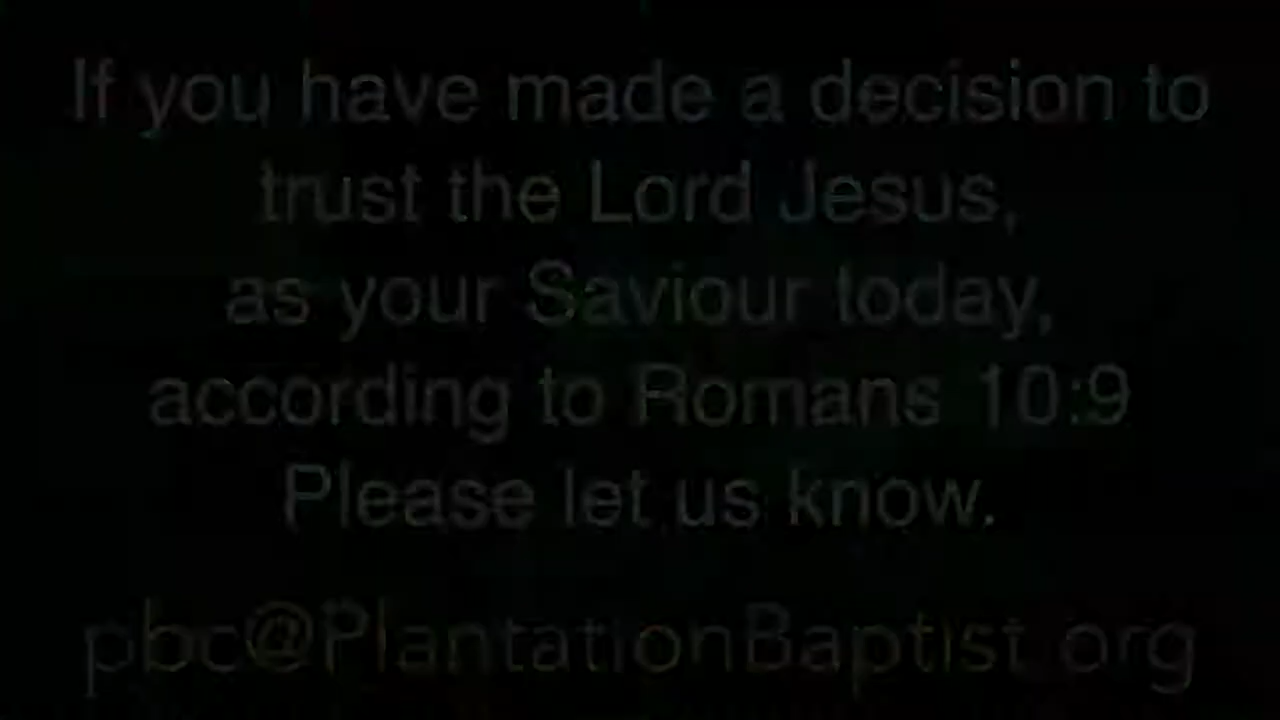 If you have made a decision to
trust the Lord Jesus,
as your Saviour today,
according to Romans 10:9
Please let us know.
pbc@PlantationBaptist.org